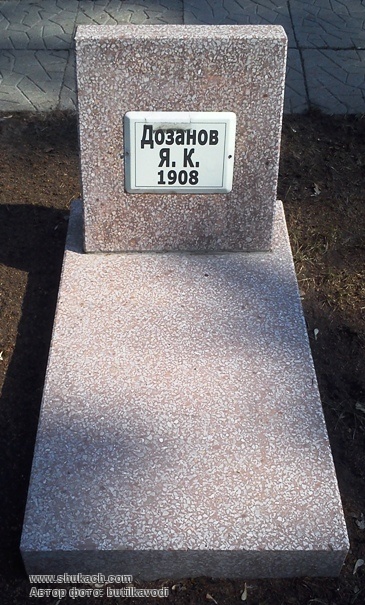 Дозанов
Я. К.
1908
www.shukach.com
Автор фото: butilkavodi